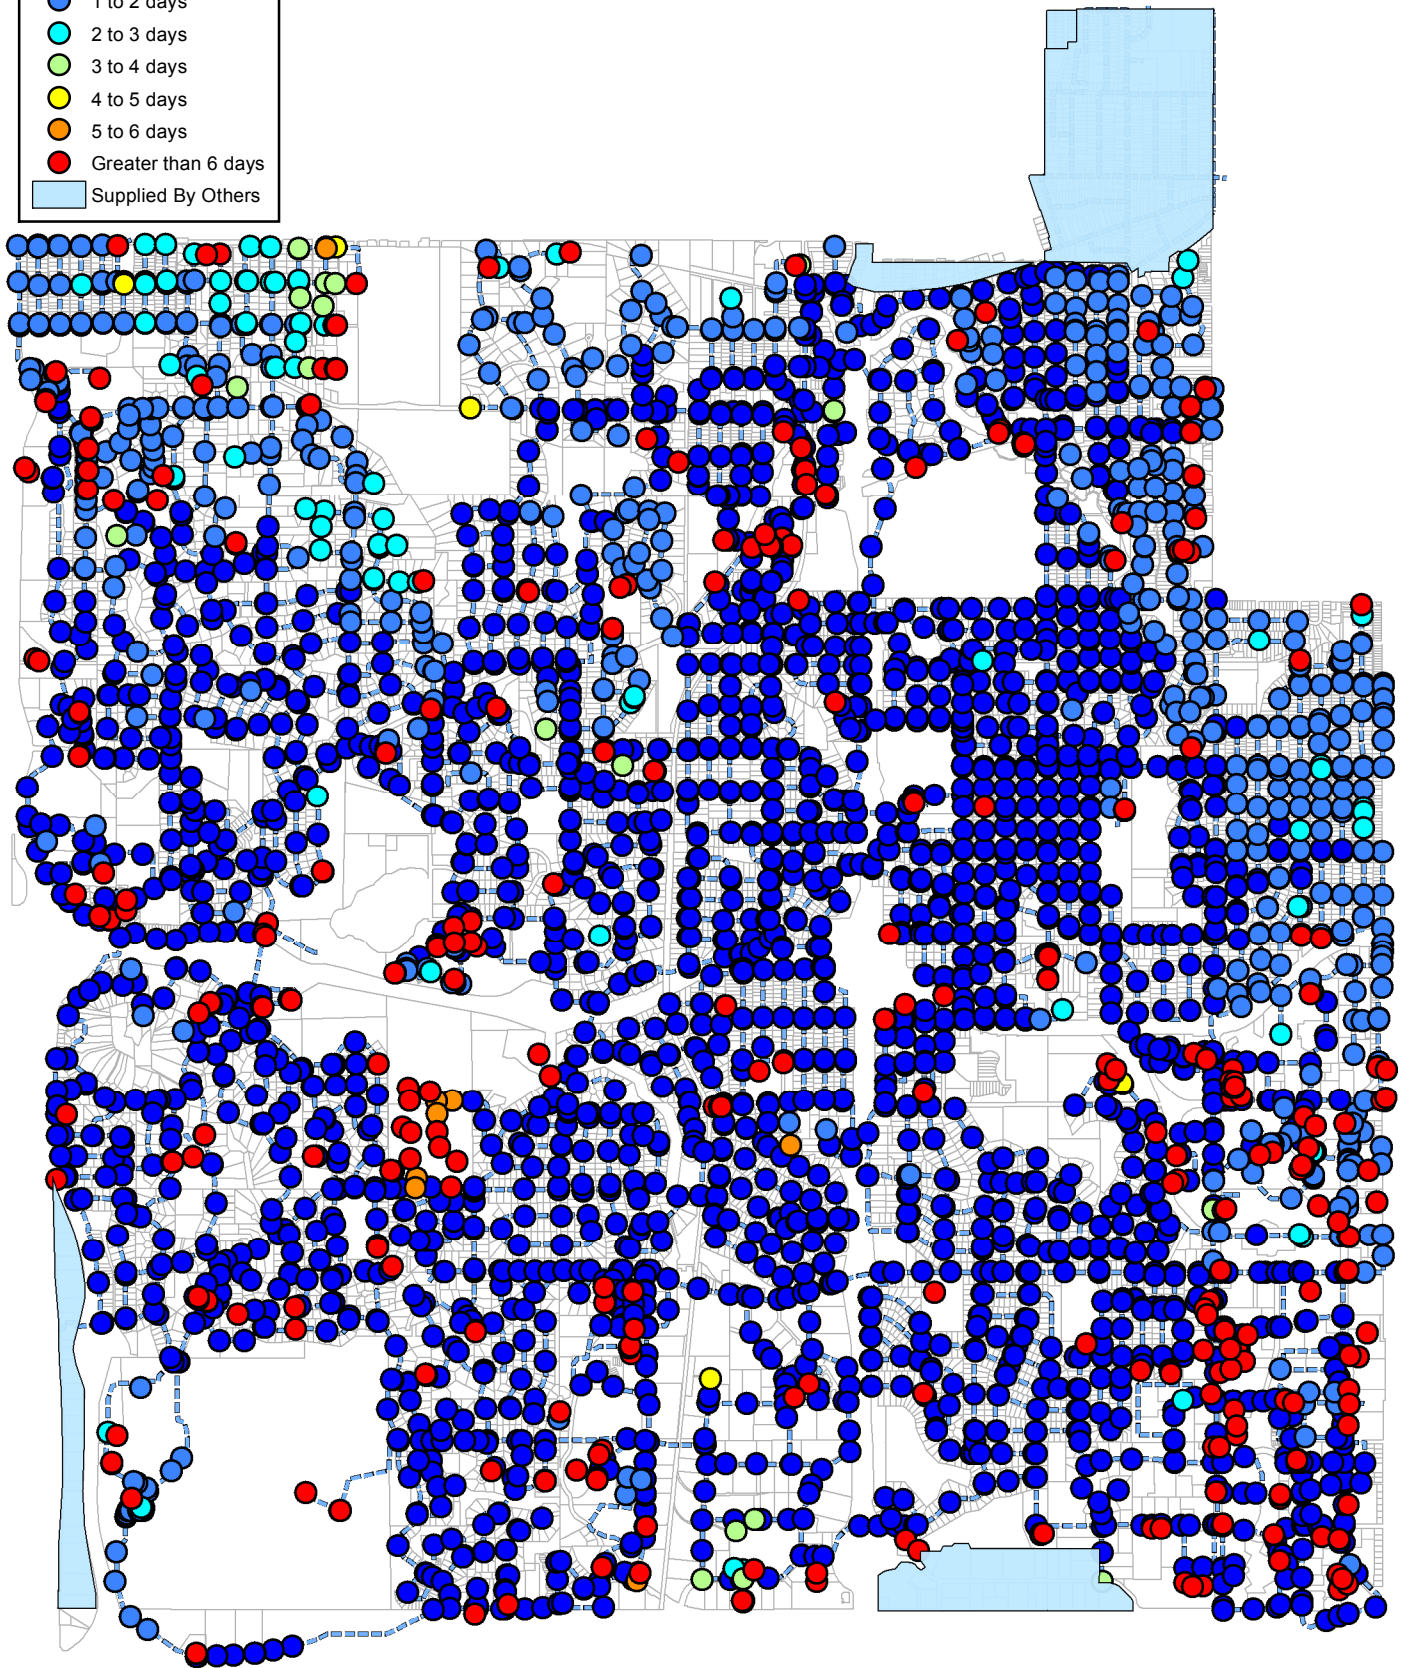 1 to 2 days
2 to 3 days
3 to 4 days
4 to 5 days
5 to 6 days
Greater than 6 days
Supplied By Others